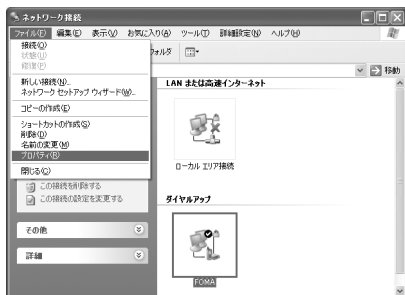 ネットワーク接続
ファイル(F) 編集(E) 表示(V) お気に入り(A) ツール(T) 詳細設定(N) ヘルプ(H)
接続(O)
状態(U)
修復(P)
新しい接続(N)...
ネットワーク セットアップ ウィザード(W)...
コピーの作成(C)
ショートカットの作成(S)
削除(D)
名前の変更(M)
プロパティ(R)
閉じる(C)
フォルダ
移動
LAN または高速インターネット
ローカル エリア接続
この接続を削除する
この接続の設定を変更する
その他
詳細
ダイヤルアップ
FOMA